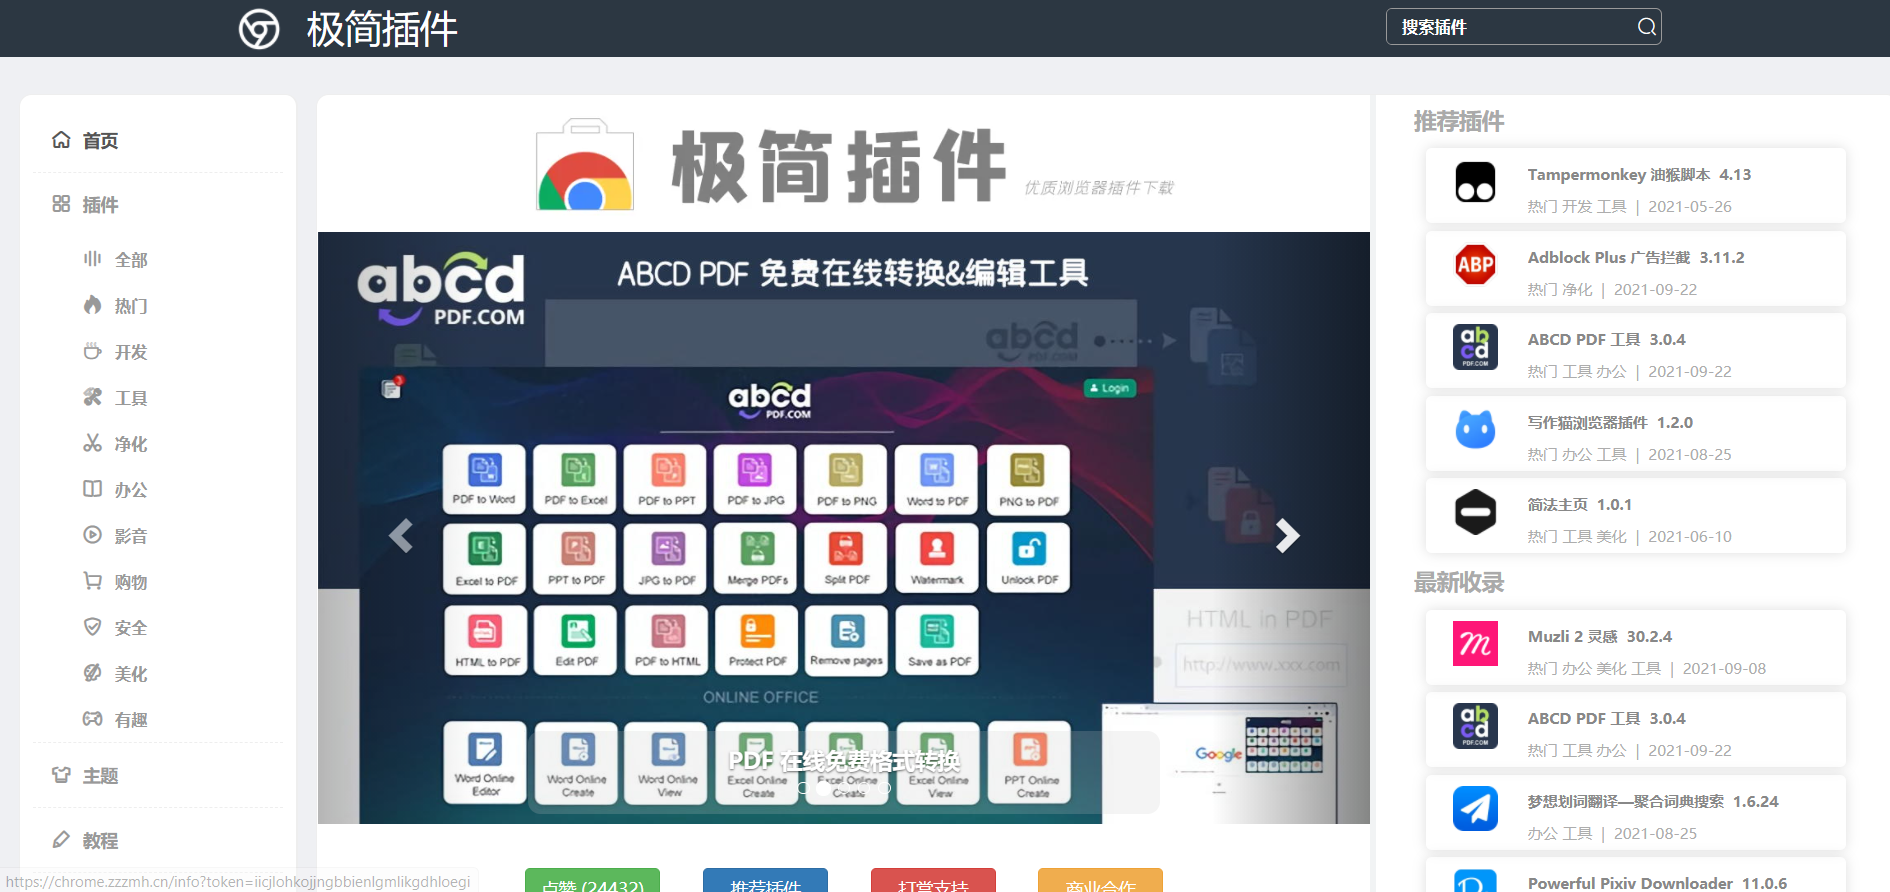 极简插件
搜索插件
首页
插件
全部
热门
开发
工具
净化
办公
影音
购物
安全
美化
有趣
主题
教程
极简插件
优质浏览器插件下载
abcd
PDF.COM
ABCD PDF 免费在线转换&编辑工具
abcd
PDF.COM
abcd
PDF.COM
Login
PDF to Word
PDF to Excel
PDF to PPT
PDF to JPG
PDF to PNG
Word to PDF
PNG to PDF
Excel to PDF
PPT to PDF
JPG to PDF
Merge PDFs
Split PDF
Watermark
Unlock PDF
HTML to PDF
Edit PDF
PDF to HTML
Protect PDF
Remove pages
Save as PDF
HTML in PDF
http://www.xxx.com
ONLINE OFFICE
Word Online
Editor
Word Online
Create
Word Online
View
Excel Online
Create
Excel Online
Create
Excel Online
View
PPT Online
Create
PDF 在线免费格式转换
Google
点赞 (24432)
推荐插件
打赏支持
商业合作
推荐插件
Tampermonkey 油猴脚本 4.13
热门 开发 工具 | 2021-05-26
ABP
Adblock Plus 广告拦截 3.11.2
热门 净化 | 2021-09-22
abcd
PDF.COM
ABCD PDF 工具 3.0.4
热门 工具 办公 | 2021-09-22
写作猫浏览器插件 1.2.0
热门 办公 工具 | 2021-08-25
简法主页 1.0.1
热门 工具 美化 | 2021-06-10
最新收录
m
Muzli 2 灵感 30.2.4
热门 办公 美化 工具 | 2021-09-08
abcd
PDF.COM
ABCD PDF 工具 3.0.4
热门 工具 办公 | 2021-09-22
梦想划词翻译—聚合词典搜索 1.6.24
办公 工具 | 2021-08-25
Powerful Pixiv Downloader 11.0.6
https://chrome.zzzmh.cn/info?token=iicjlohkojjngbbienlgmlikgdhloegi